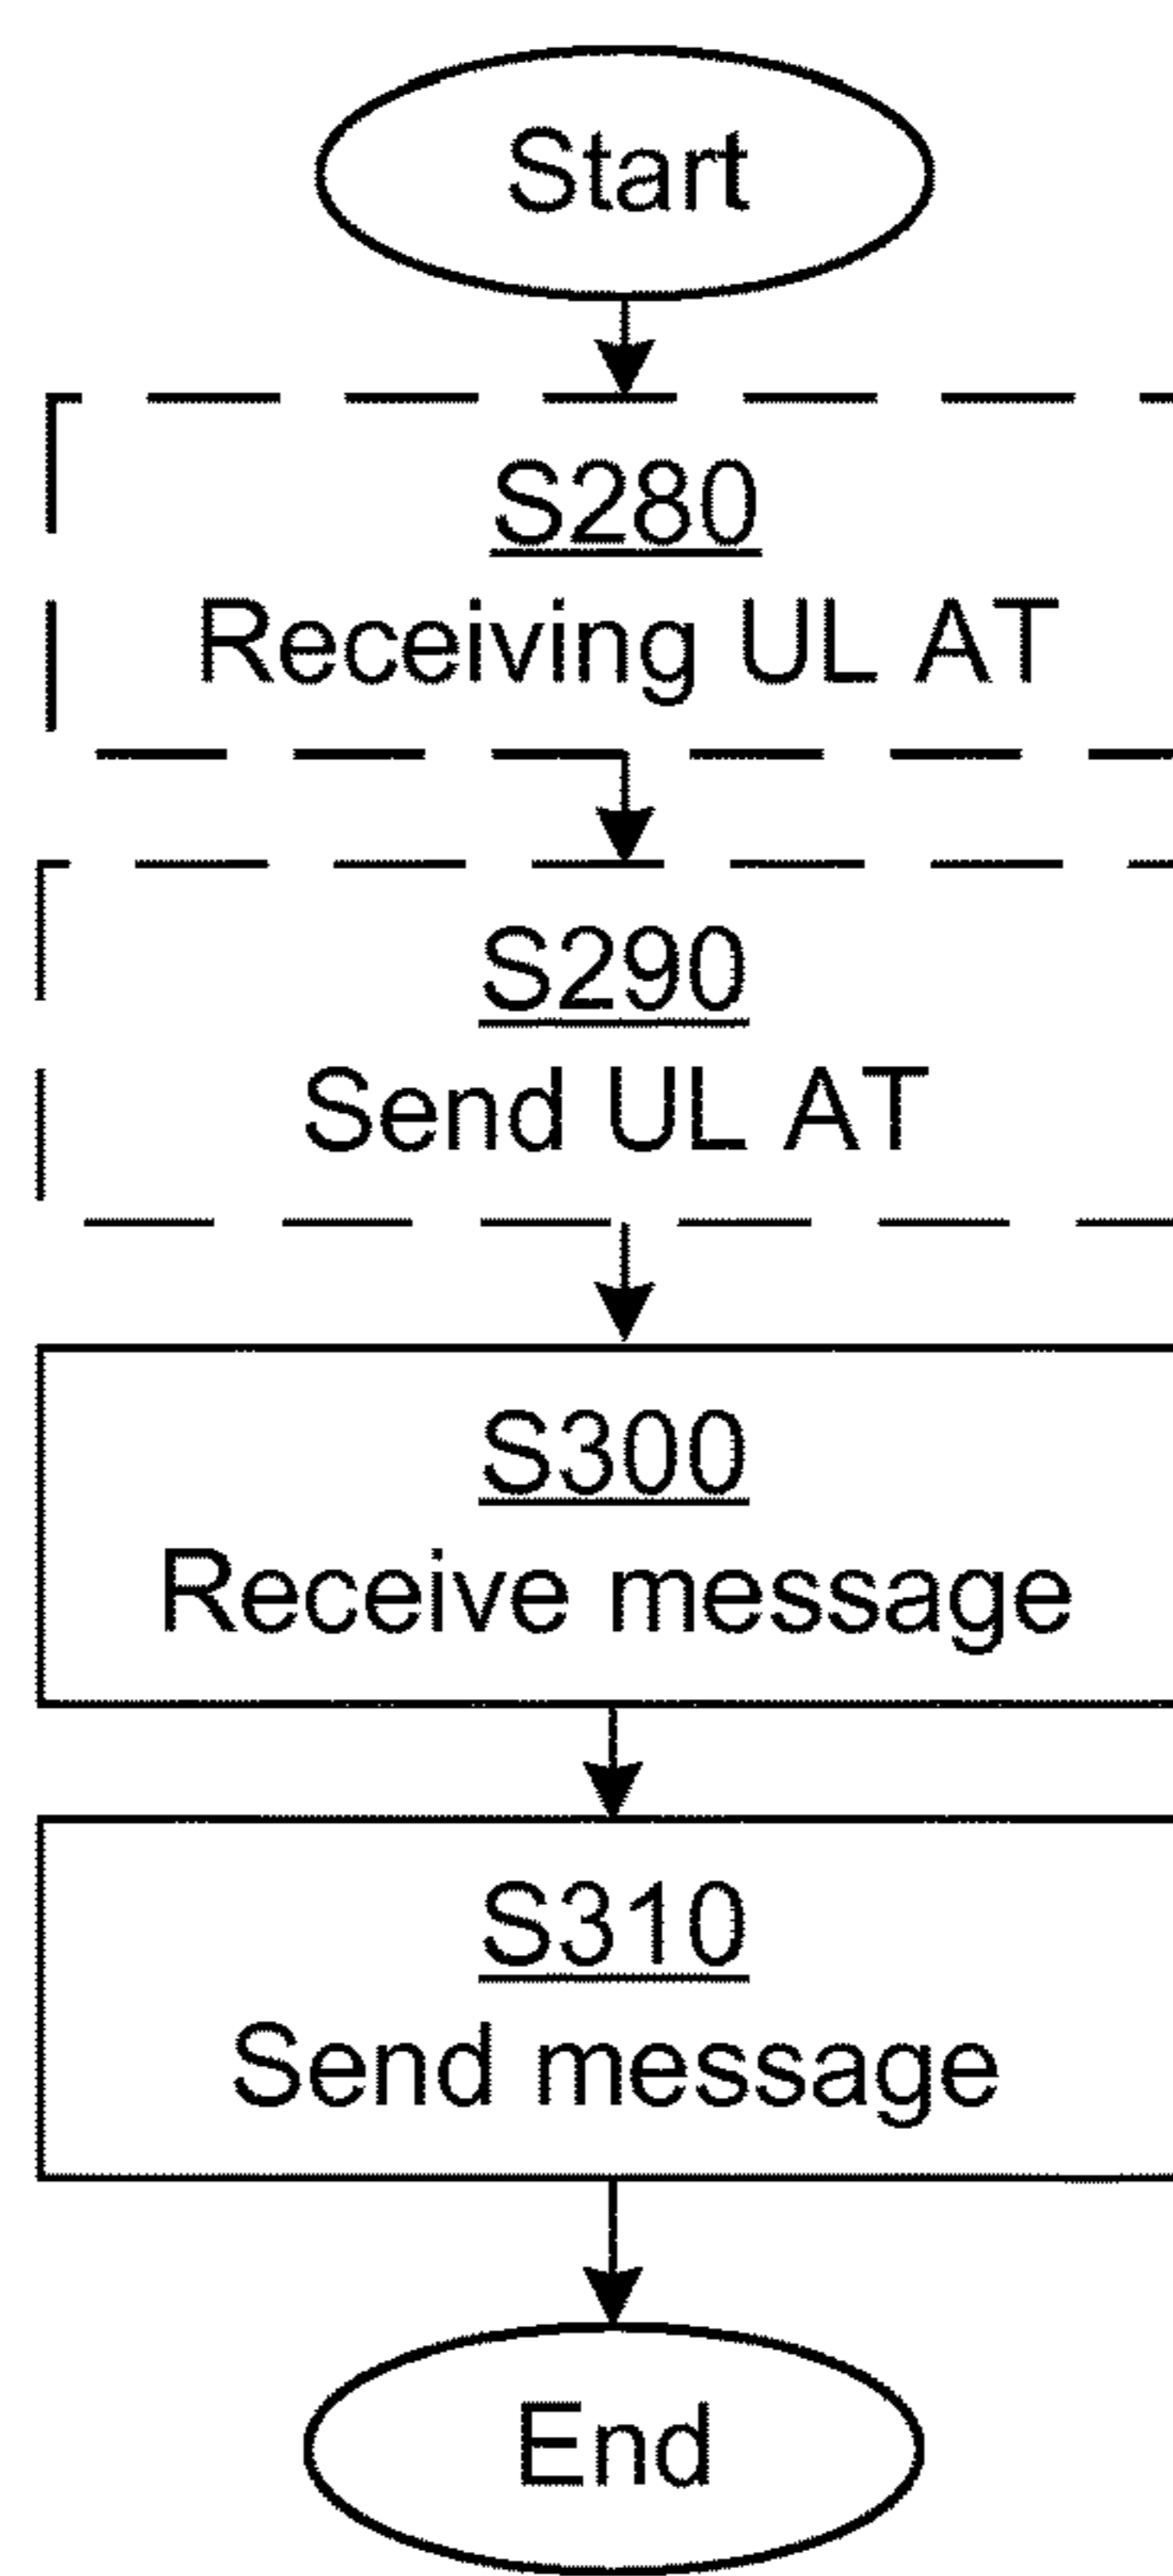 Start
S280
Receiving UL AT
S290
Send UL AT
S300
Receive message
S310
Send message
End